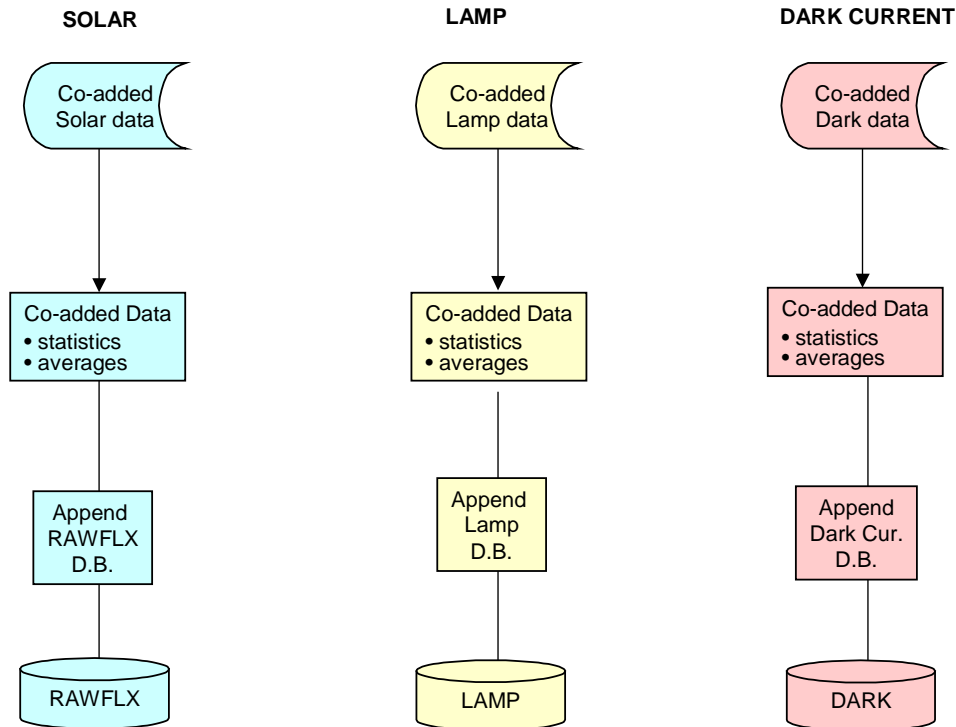 SOLAR
LAMP
DARK CURRENT
Co-added
Solar data
Co-added
Lamp data
Co-added
Dark data
Co-added Data
• statistics
• averages
Co-added Data
• statistics
• averages
Co-added Data
• statistics
• averages
Append
RAWFLX
D.B.
Append
Lamp
D.B.
Append
Dark Cur.
D.B.
RAWFLX
LAMP
DARK